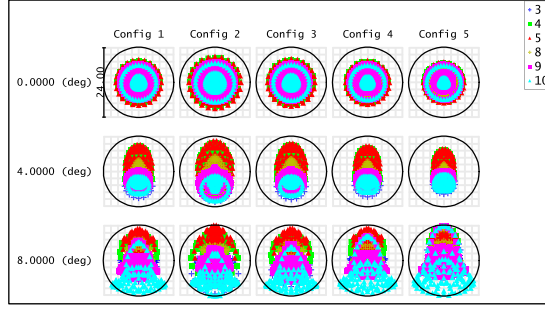 Config 1 Config 2 Config 3 Config 4 Config 5
3
4
5
8
9
10
0.0000 (deg)
24.00
4.0000 (deg)
8.0000 (deg)